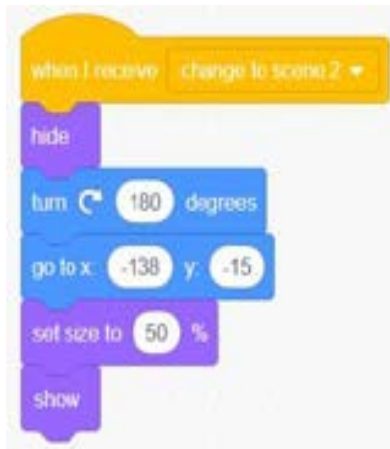 when I receive change to scene 2
hide
turn 180 degrees
go to x: -138 y: -15
set size to 50 %
show